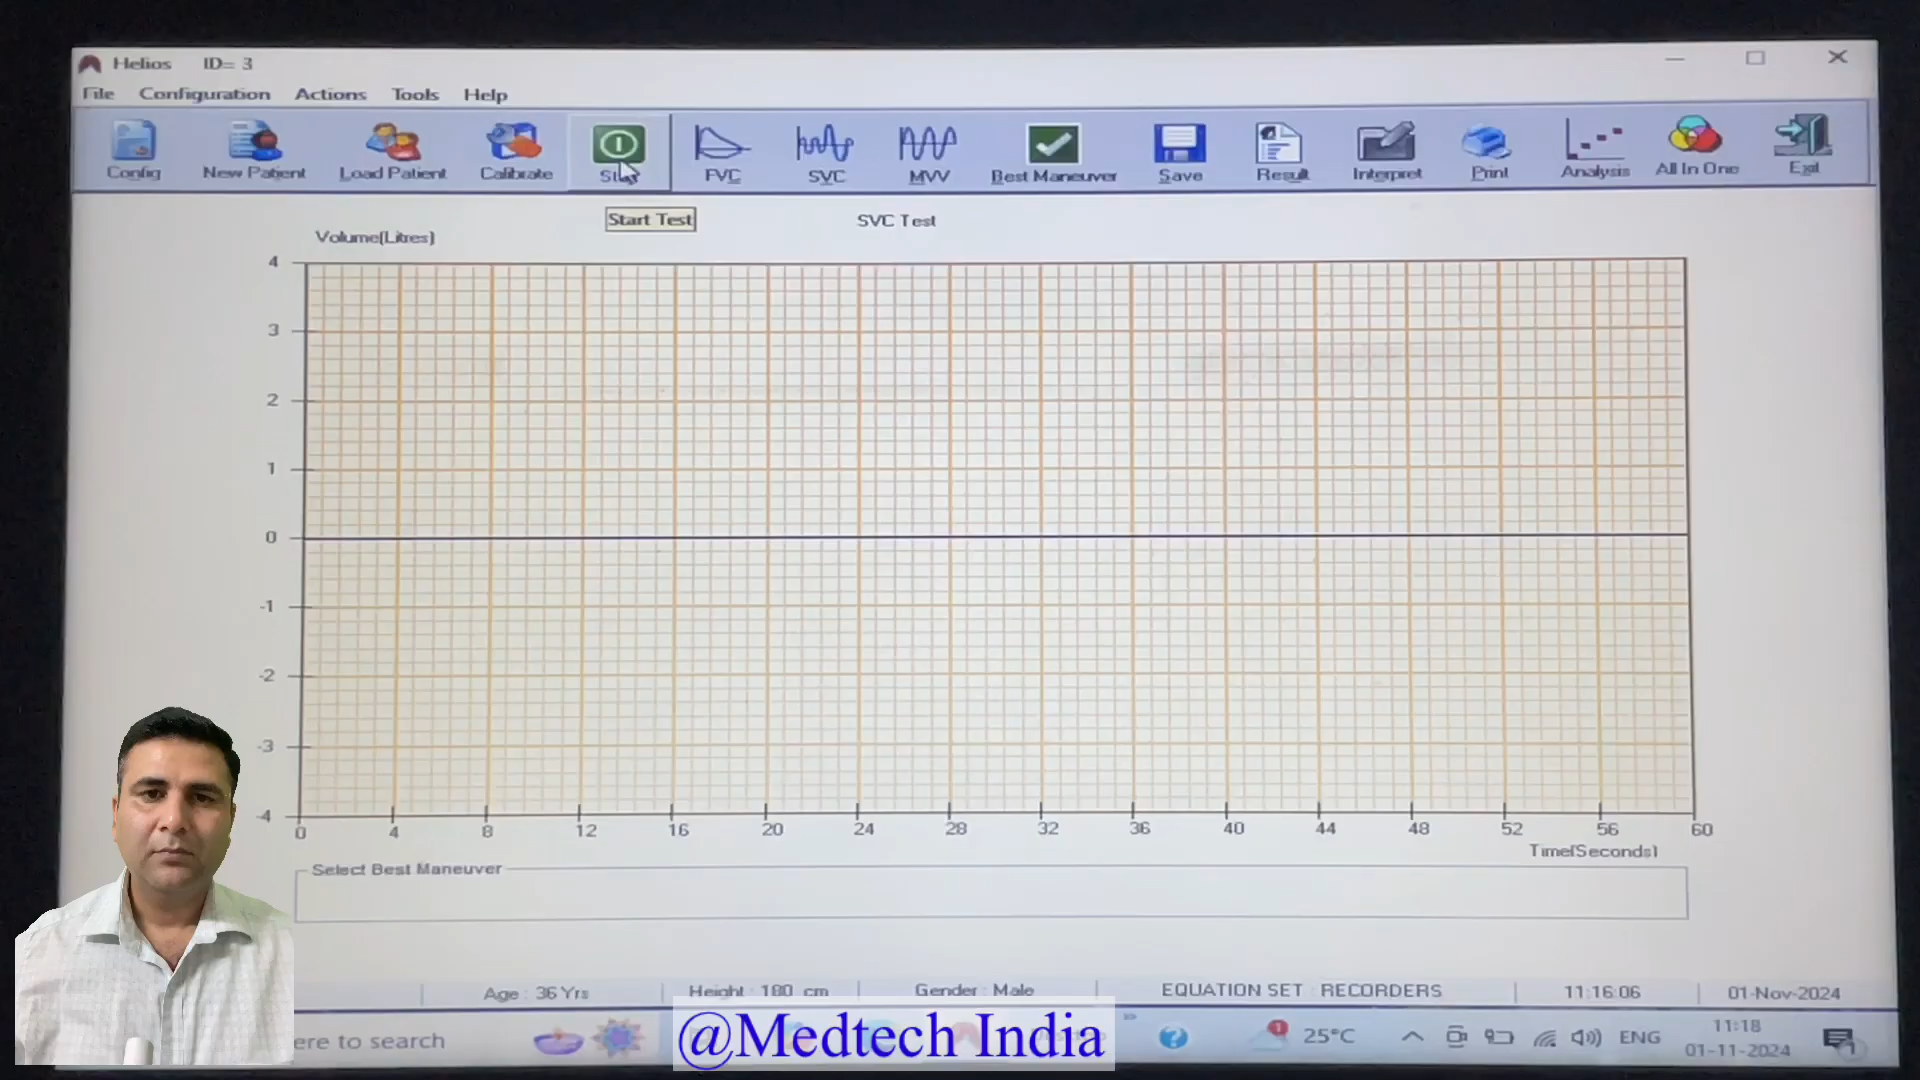 Helios ID= 3
File Configuration Actions Tools Help
Config New Patient Load Patient Calibrate Start FVC SVC MVV Best Maneuver Save Result Interpret Print Analysis All In One Exit
Start Test
SVC Test
Volume(Litres)
4
3
2
1
0
-1
-2
-3
-4
0 4 8 12 16 20 24 28 32 36 40 44 48 52 56 60
Time(Seconds)
Select Best Maneuver
Age : 36 Yrs Height : 180 cm Gender : Male EQUATION SET : RECORDERS 11:16:06 01-Nov-2024
ere to search
@Medtech India
1
25°C
ENG
11:18
01-11-2024
1